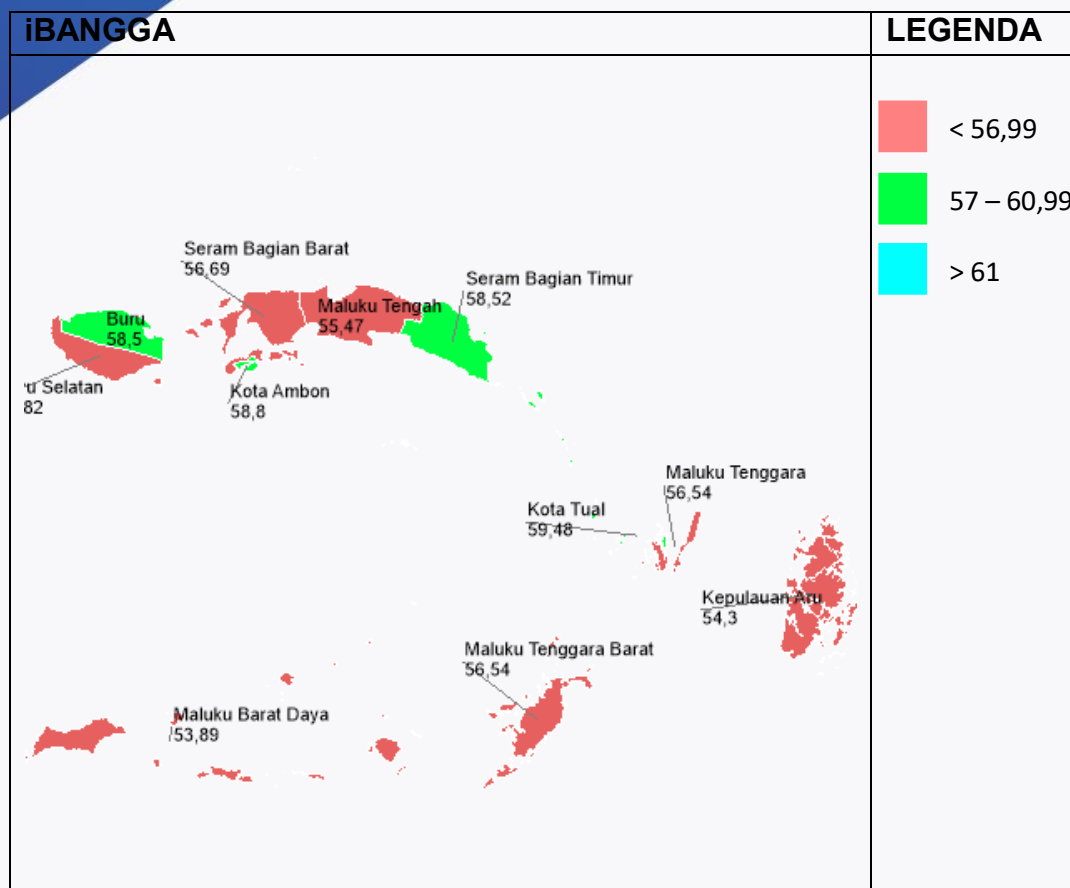 iBANGGA
LEGENDA
< 56,99
57 – 60,99
> 61
Seram Bagian Barat
56,69
Seram Bagian Timur
58,52
Maluku Tengah
55,47
Buru
58,5
u Selatan
82
Kota Ambon
58,8
Maluku Tenggara
56,54
Kota Tual
59,48
Kepulauan Aru
54,3
Maluku Tenggara Barat
56,54
Maluku Barat Daya
53,89